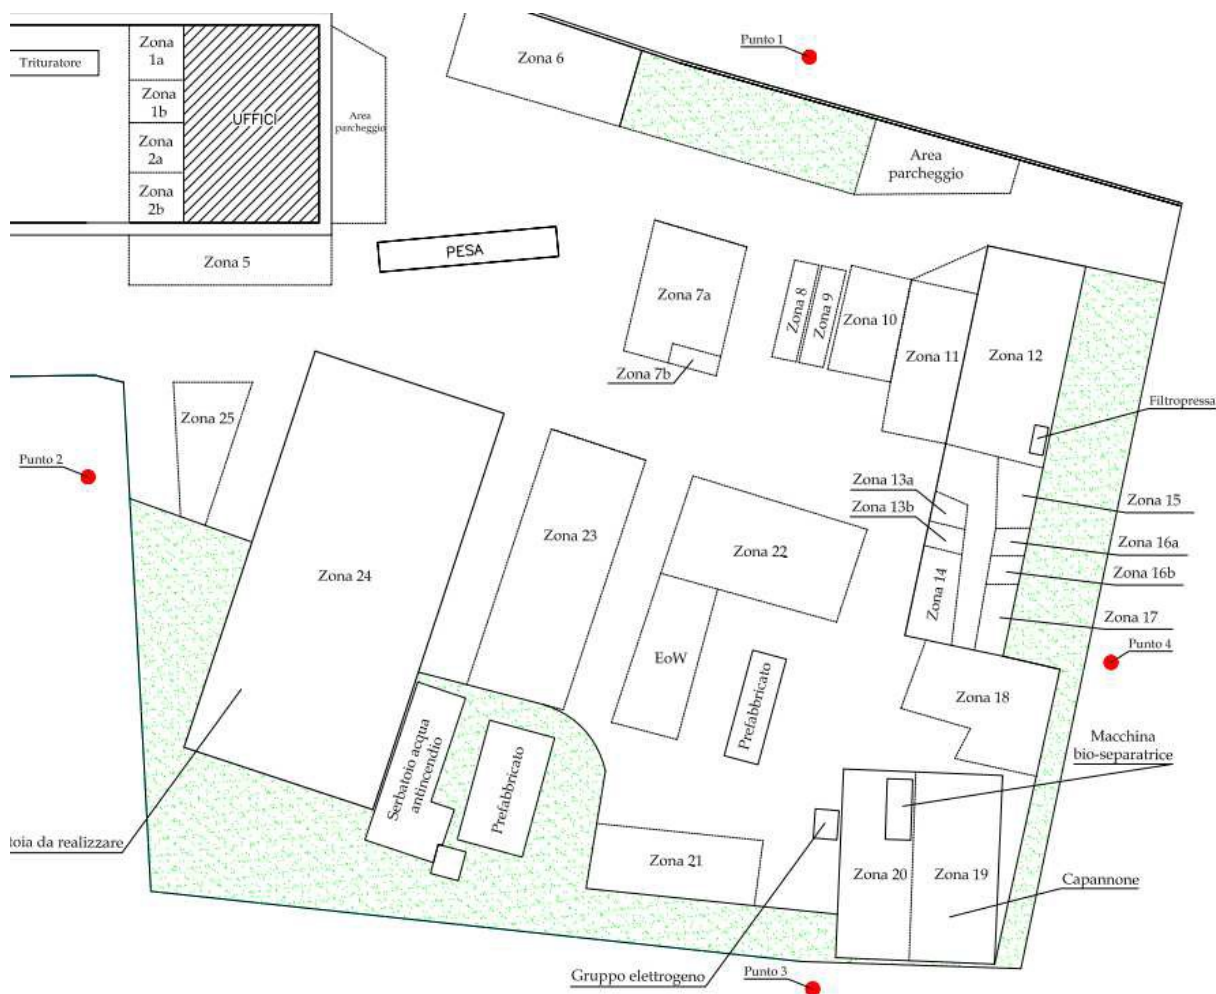 Punto 1
Zona
1a
Trituratore
Zona 6
Zona
1b
UFFICI
Area
parcheggio
Zona
2a
Area
parcheggio
Zona
2b
PESA
Zona 5
Zona 7a
Zona 8
Zona 9
Zona 10
Zona 11
Zona 12
Zona 7b
Filtropressa
Zona 25
Punto 2
Zona 13a
Zona 13b
Zona 15
Zona 23
Zona 22
Zona 16a
Zona 24
Zona 16b
Zona 14
Zona 17
EoW
Punto 4
Prefabbricato
Zona 18
Serbatoio acqua
antincendio
Prefabbricato
Macchina
bio-separatrice
toia da realizzare
Zona 21
Zona 20
Zona 19
Capannone
Gruppo elettrogeno
Punto 3